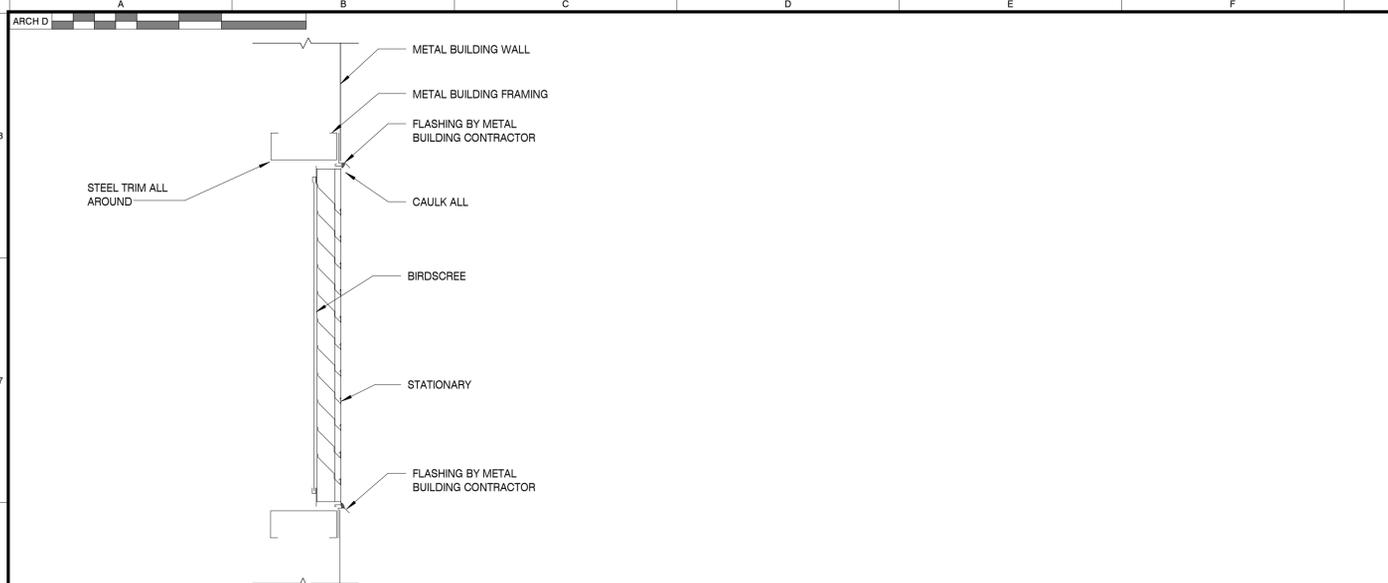 A B C D E F
ARCH D
METAL BUILDING WALL
METAL BUILDING FRAMING
FLASHING BY METAL
BUILDING CONTRACTOR
STEEL TRIM ALL
AROUND
CAULK ALL
BIRDSCREE
STATIONARY
FLASHING BY METAL
BUILDING CONTRACTOR